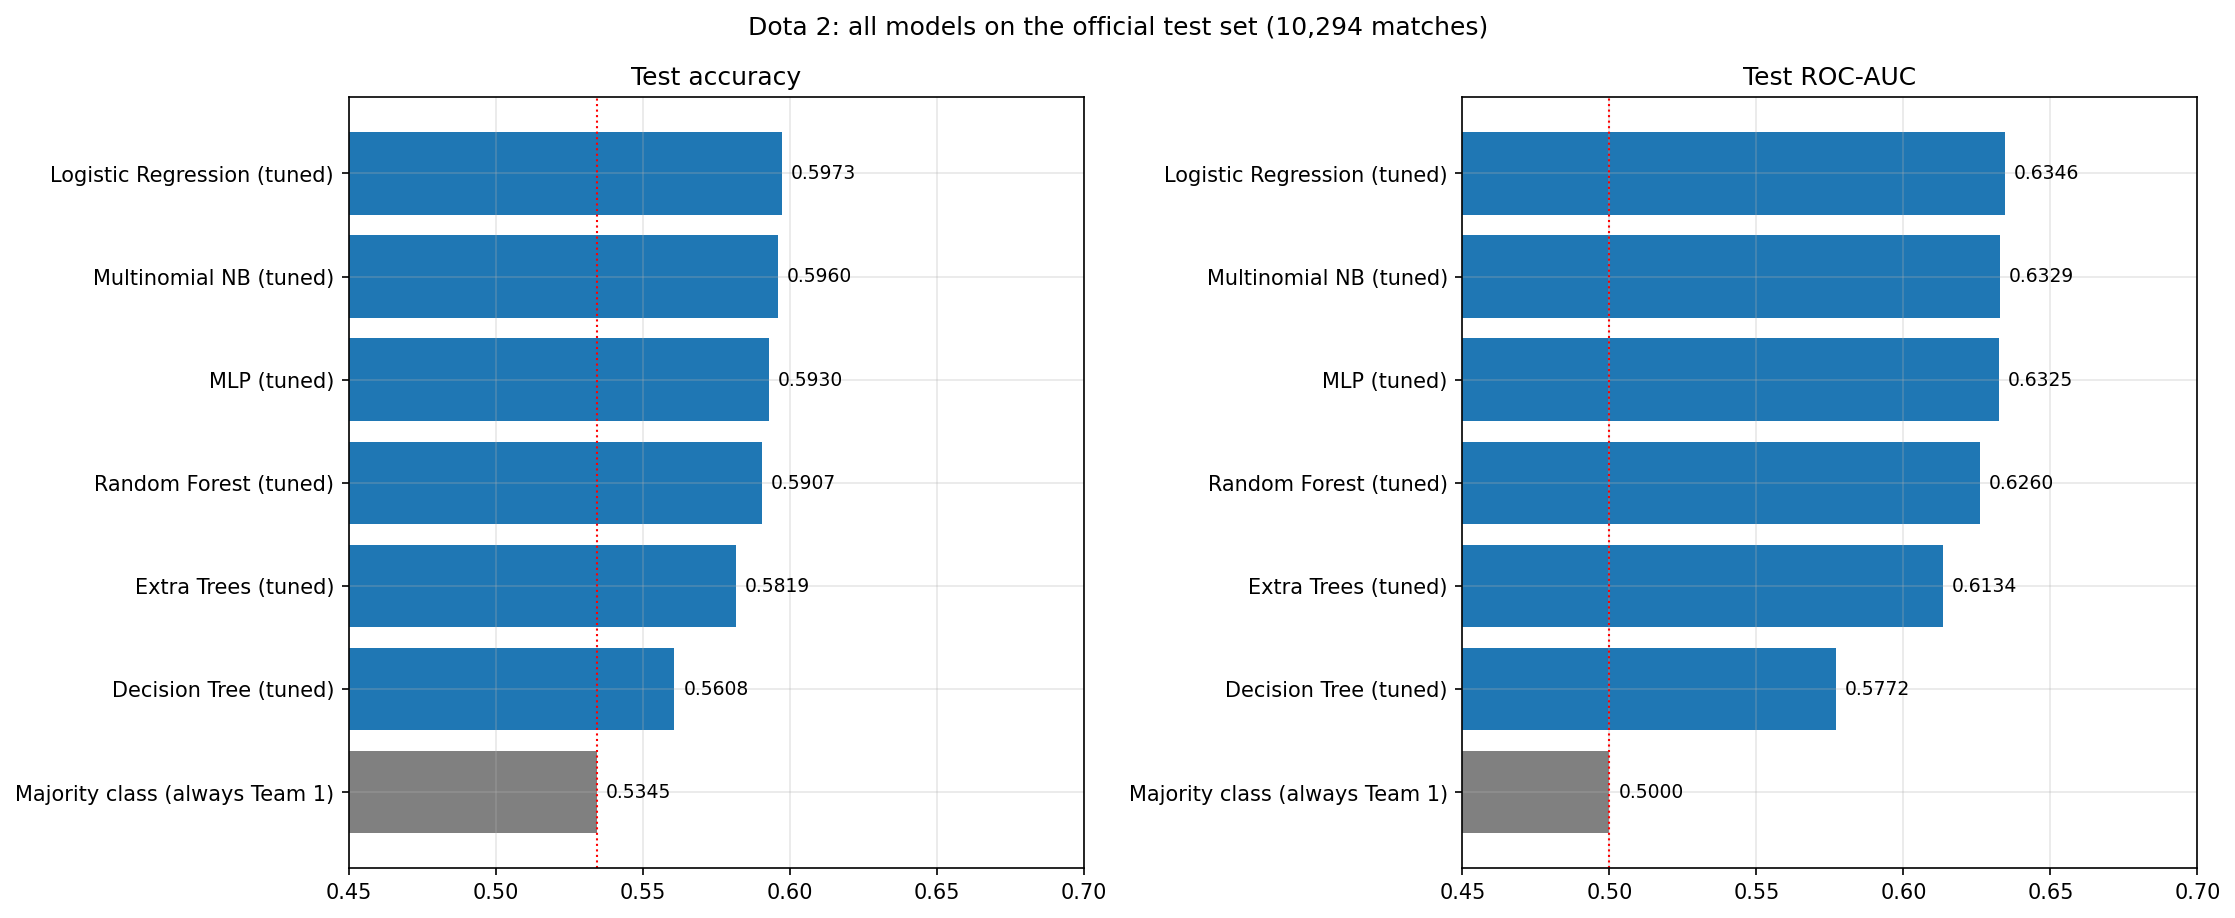 Dota 2: all models on the official test set (10,294 matches)
Test accuracy
Logistic Regression (tuned)
0.5973
Multinomial NB (tuned)
0.5960
MLP (tuned)
0.5930
Random Forest (tuned)
0.5907
Extra Trees (tuned)
0.5819
Decision Tree (tuned)
0.5608
Majority class (always Team 1)
0.5345
0.45 0.50 0.55 0.60 0.65 0.70
Test ROC-AUC
Logistic Regression (tuned)
0.6346
Multinomial NB (tuned)
0.6329
MLP (tuned)
0.6325
Random Forest (tuned)
0.6260
Extra Trees (tuned)
0.6134
Decision Tree (tuned)
0.5772
Majority class (always Team 1)
0.5000
0.45 0.50 0.55 0.60 0.65 0.70